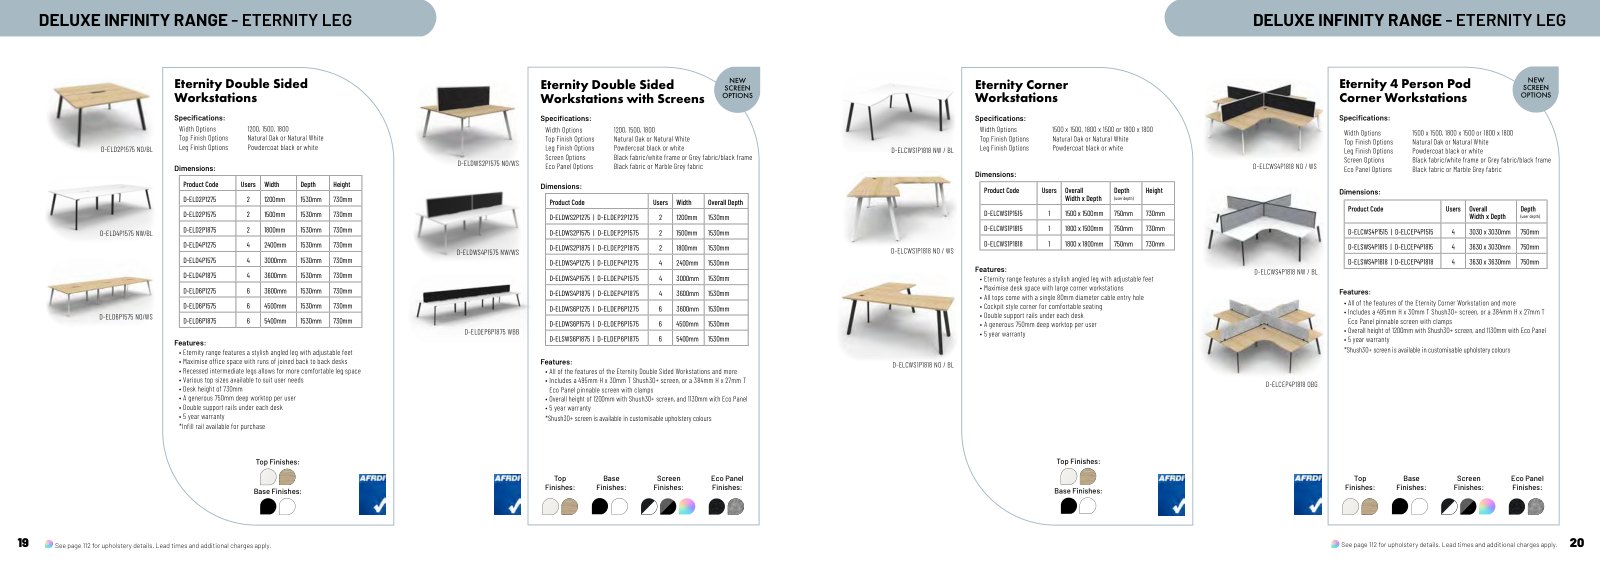 DELUXE INFINITY RANGE - ETERNITY LEG
D-ELD2P1575 NO/BL
D-ELD4P1575 NW/BL
D-ELD6P1575 NO/WS
Eternity Double Sided
Workstations
Specifications:
Width Options 1200, 1500, 1800
Top Finish Options Natural Oak or Natural White
Leg Finish Options Powdercoat black or white
Dimensions:
Product Code Users Width Depth Height
D-ELD2P1275 2 1200mm 1530mm 730mm
D-ELD2P1575 2 1500mm 1530mm 730mm
D-ELD2P1875 2 1800mm 1530mm 730mm
D-ELD4P1275 4 2400mm 1530mm 730mm
D-ELD4P1575 4 3000mm 1530mm 730mm
D-ELD4P1875 4 3600mm 1530mm 730mm
D-ELD6P1275 6 3600mm 1530mm 730mm
D-ELD6P1575 6 4500mm 1530mm 730mm
D-ELD6P1875 6 5400mm 1530mm 730mm
Features:
• Eternity range features a stylish angled leg with adjustable feet
• Maximise office space with runs of joined back to back desks
• Recessed intermediate legs allows for more comfortable leg space
• Various top sizes available to suit user needs
• Desk height of 730mm
• A generous 750mm deep worktop per user
• Double support rails under each desk
• 5 year warranty
*Infill rail available for purchase
Top Finishes:
Base Finishes:
AFRDI
D-ELDWS2P1575 NO/WS
D-ELDWS4P1575 NW/WS
D-ELDEP6P1875 WBB
Eternity Double Sided
Workstations with Screens
NEW
SCREEN
OPTIONS
Specifications:
Width Options 1200, 1500, 1800
Top Finish Options Natural Oak or Natural White
Leg Finish Options Powdercoat black or white
Screen Options Black fabric/white frame or Grey fabric/black frame
Eco Panel Options Black fabric or Marble Grey fabric
Dimensions:
Product Code Users Width Overall Depth
D-ELDWS2P1275 | D-ELDEP2P1275 2 1200mm 1530mm
D-ELDWS2P1575 | D-ELDEP2P1575 2 1500mm 1530mm
D-ELDWS2P1875 | D-ELDEP2P1875 2 1800mm 1530mm
D-ELDWS4P1275 | D-ELDEP4P1275 4 2400mm 1530mm
D-ELDWS4P1575 | D-ELDEP4P1575 4 3000mm 1530mm
D-ELDWS4P1875 | D-ELDEP4P1875 4 3600mm 1530mm
D-ELDWS6P1275 | D-ELDEP6P1275 6 3600mm 1530mm
D-ELDWS6P1575 | D-ELDEP6P1575 6 4500mm 1530mm
D-ELSWS6P1875 | D-ELDEP6P1875 6 5400mm 1530mm
Features:
• All of the features of the Eternity Double Sided Workstations and more
• Includes a 495mm H x 30mm T Shush30+ screen, or a 384mm H x 27mm T
Eco Panel pinnable screen with clamps
• Overall height of 1200mm with Shush30+ screen, and 1130mm with Eco Panel
• 5 year warranty
*Shush30+ screen is available in customisable upholstery colours
Top
Finishes:
Base
Finishes:
Screen
Finishes:
Eco Panel
Finishes:
AFRDI
19
See page 112 for upholstery details. Lead times and additional charges apply.
DELUXE INFINITY RANGE - ETERNITY LEG
D-ELCWS1P1818 NW / BL
D-ELCWS1P1818 NO / WS
D-ELCWS1P1818 NO / BL
Eternity Corner
Workstations
Specifications:
Width Options 1500 x 1500, 1800 x 1500 or 1800 x 1800
Top Finish Options Natural Oak or Natural White
Leg Finish Options Powdercoat black or white
Dimensions:
Product Code Users Overall Width x Depth Depth (user depth) Height
D-ELCWS1P1515 1 1500 x 1500mm 750mm 730mm
D-ELCWS1P1815 1 1800 x 1500mm 750mm 730mm
D-ELCWS1P1818 1 1800 x 1800mm 750mm 730mm
Features:
• Eternity range features a stylish angled leg with adjustable feet
• Maximise desk space with large corner workstations
• All tops come with a single 80mm diameter cable entry hole
• Cockpit style corner for comfortable seating
• Double support rails under each desk
• A generous 750mm deep worktop per user
• 5 year warranty
Top Finishes:
Base Finishes:
AFRDI
D-ELCWS4P1818 NO / WS
D-ELCWS4P1818 NW / BL
D-ELCEP4P1818 OBG
Eternity 4 Person Pod
Corner Workstations
NEW
SCREEN
OPTIONS
Specifications:
Width Options 1500 x 1500, 1800 x 1500 or 1800 x 1800
Top Finish Options Natural Oak or Natural White
Leg Finish Options Powdercoat black or white
Screen Options Black fabric/white frame or Grey fabric/black frame
Eco Panel Options Black fabric or Marble Grey fabric
Dimensions:
Product Code Users Overall Width x Depth Depth (user depth)
D-ELCWS4P1515 | D-ELCEP4P1515 4 3030 x 3030mm 750mm
D-ELSWS4P1815 | D-ELCEP4P1815 4 3630 x 3030mm 750mm
D-ELSWS4P1818 | D-ELCEP4P1818 4 3630 x 3630mm 750mm
Features:
• All of the features of the Eternity Corner Workstation and more
• Includes a 495mm H x 30mm T Shush30+ screen, or a 384mm H x 27mm T
Eco Panel pinnable screen with clamps
• Overall height of 1200mm with Shush30+ screen, and 1130mm with Eco Panel
• 5 year warranty
*Shush30+ screen is available in customisable upholstery colours
Top
Finishes:
Base
Finishes:
Screen
Finishes:
Eco Panel
Finishes:
AFRDI
See page 112 for upholstery details. Lead times and additional charges apply.
20